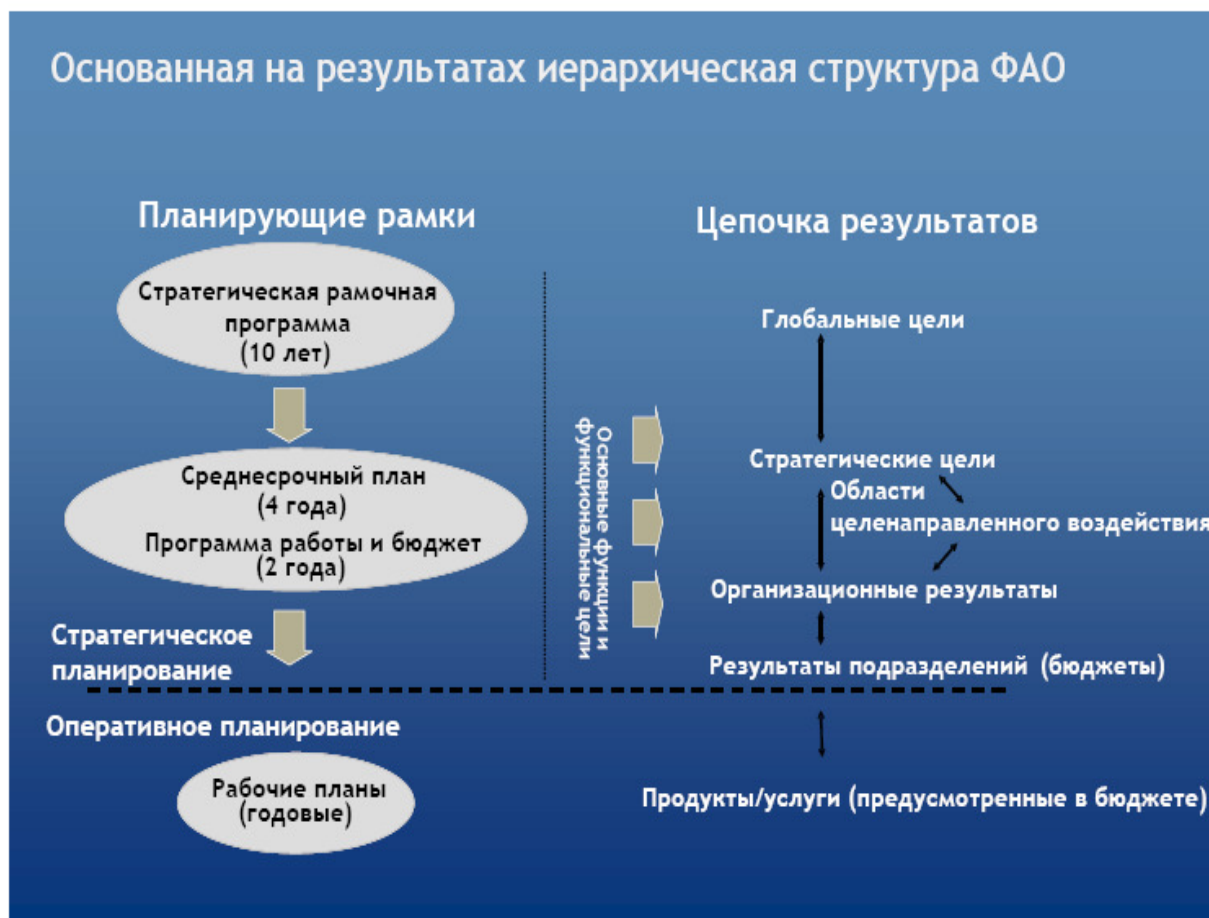 Основанная на результатах иерархическая структура ФАО
Планирующие рамки
Стратегическая рамочная
программа
(10 лет)
Среднесрочный план
(4 года)
Программа работы и бюджет
(2 года)
Стратегическое
планирование
Оперативное планирование
Рабочие планы
(годовые)
Основные функции и
функциональные цели
Цепочка результатов
Глобальные цели
Стратегические цели
Области
целенаправленного воздействия
Организационные результаты
Результаты подразделений (бюджеты)
Продукты/услуги (предусмотренные в бюджете)